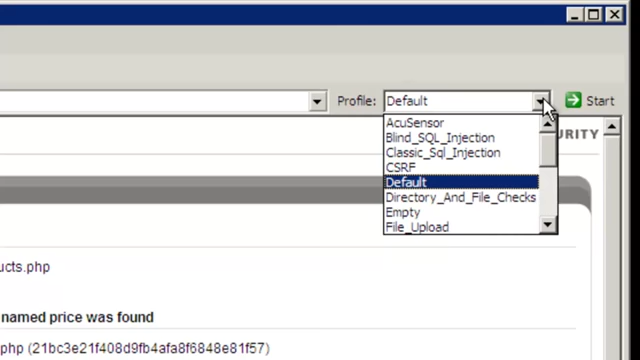 Profile: Default Start
AcuSensor
URITY
Blind_SQL_Injection
Classic_Sql_Injection
CSRF
Default
Directory_And_File_Checks
Empty
File_Upload
ucts.php
named price was found
.php (21bc3e21f408d9fb4afa8f6848e81f57)